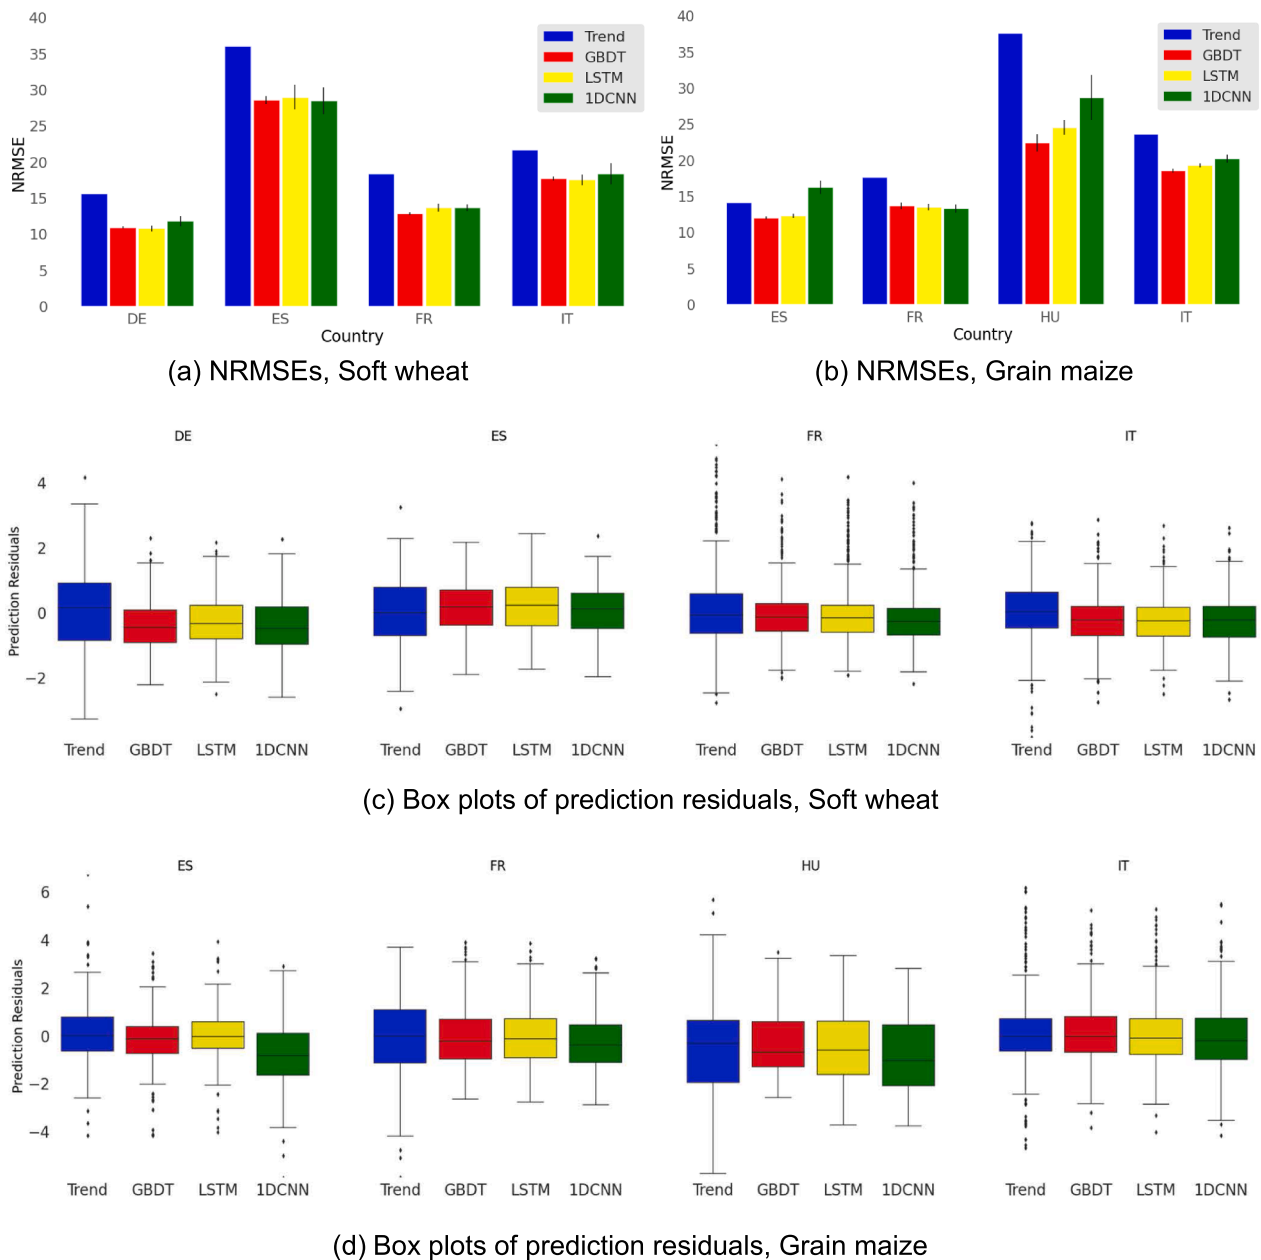 40
35
30
25
20
15
10
5
0
NRMSE
Trend
GBDT
LSTM
1DCNN
DE ES FR IT
Country
(a) NRMSEs, Soft wheat
40
35
30
25
20
15
10
5
0
NRMSE
Trend
GBDT
LSTM
1DCNN
ES FR HU IT
Country
(b) NRMSEs, Grain maize
DE ES FR IT
4
2
0
−2
Prediction Residuals
Trend GBDT LSTM 1DCNN Trend GBDT LSTM 1DCNN Trend GBDT LSTM 1DCNN Trend GBDT LSTM 1DCNN
(c) Box plots of prediction residuals, Soft wheat
ES FR HU IT
6
4
2
0
−2
−4
Prediction Residuals
Trend GBDT LSTM 1DCNN Trend GBDT LSTM 1DCNN Trend GBDT LSTM 1DCNN Trend GBDT LSTM 1DCNN
(d) Box plots of prediction residuals, Grain maize